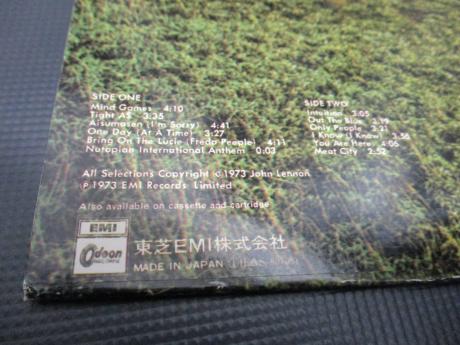 SIDE ONE
Mind Games 4:10
Tight A$ 3:35
Aisumasen (I'm Sorry) 4:41
One Day (At A Time) 3:27
Bring On The Lucie (Freda Peeple) 4:11
Nutopian International Anthem 0:03
SIDE TWO
Intuition 3:05
Out The Blue 3:19
Only People 3:21
I Know (I Know) 3:56
You Are Here 4:06
Meat City 2:52
All Selections Copyright © 1973 John Lennon
℗ 1973 EMI Records Limited
Also available on cassette and cartridge
EMI
Odeon
東芝EMI株式会社
MADE IN JAPAN